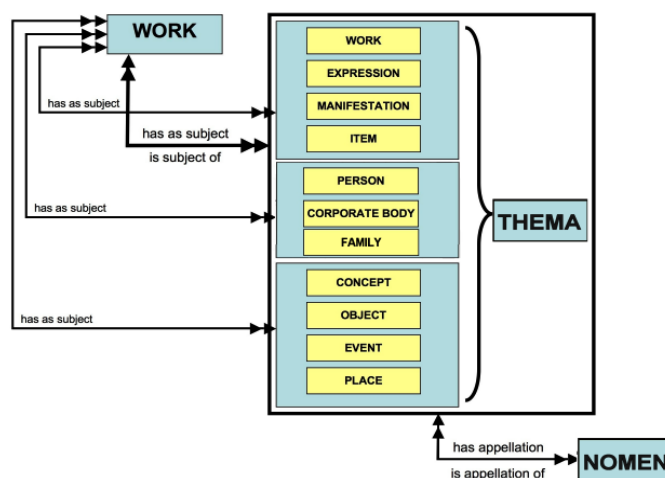 WORK
WORK
EXPRESSION
MANIFESTATION
ITEM
has as subject
has as subject
is subject of
PERSON
CORPORATE BODY
FAMILY
has as subject
THEMA
CONCEPT
OBJECT
EVENT
PLACE
has as subject
has appellation
is appellation of
NOMEN